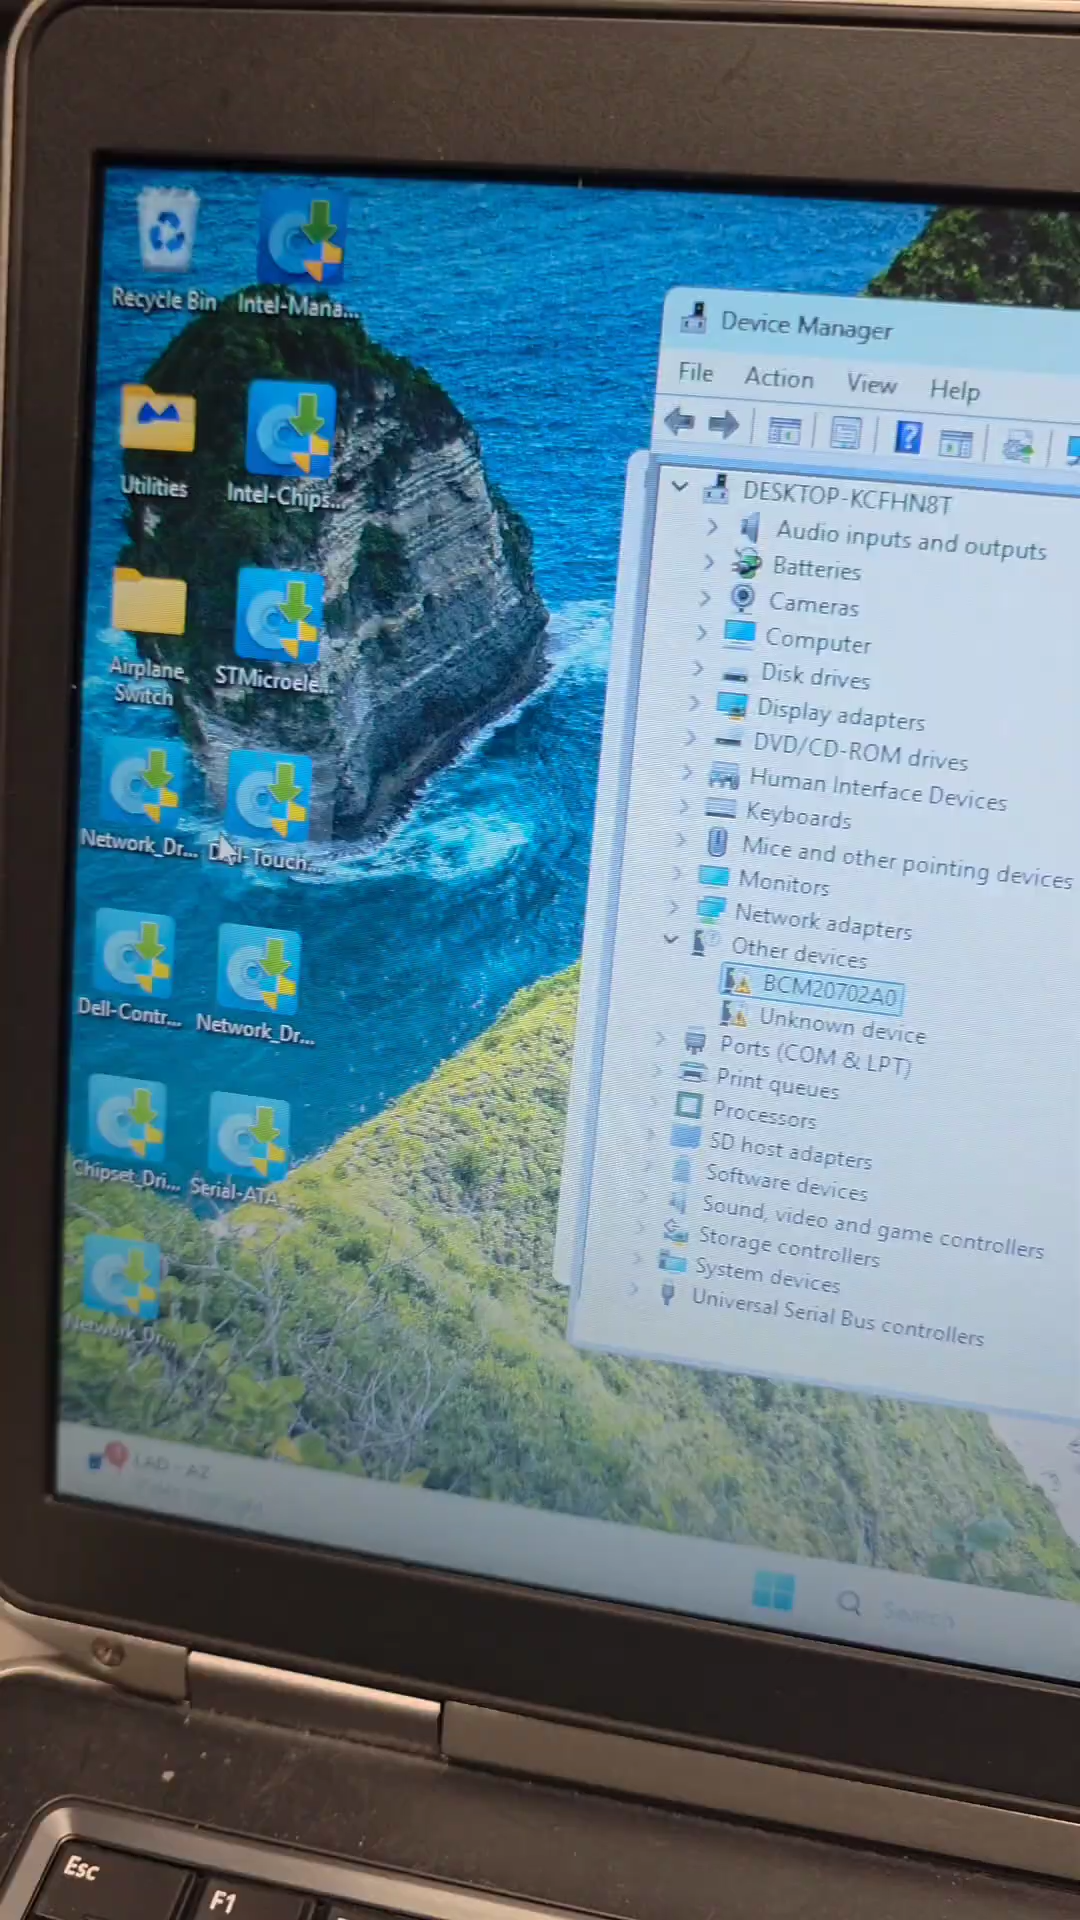 Recycle Bin
Intel-Mana...
Utilities
Intel-Chips...
Airplane
Switch
STMicroele...
Network_Dr...
Dell-Touch...
Dell-Contr...
Network_Dr...
Chipset_Dri...
Serial-ATA...
Network_Dr...
Device Manager
File Action View Help
DESKTOP-KCFHN8T
Audio inputs and outputs
Batteries
Cameras
Computer
Disk drives
Display adapters
DVD/CD-ROM drives
Human Interface Devices
Keyboards
Mice and other pointing devices
Monitors
Network adapters
Other devices
BCM20702A0
Unknown device
Ports (COM & LPT)
Print queues
Processors
SD host adapters
Software devices
Sound, video and game controllers
Storage controllers
System devices
Universal Serial Bus controllers
Search
Esc
F1